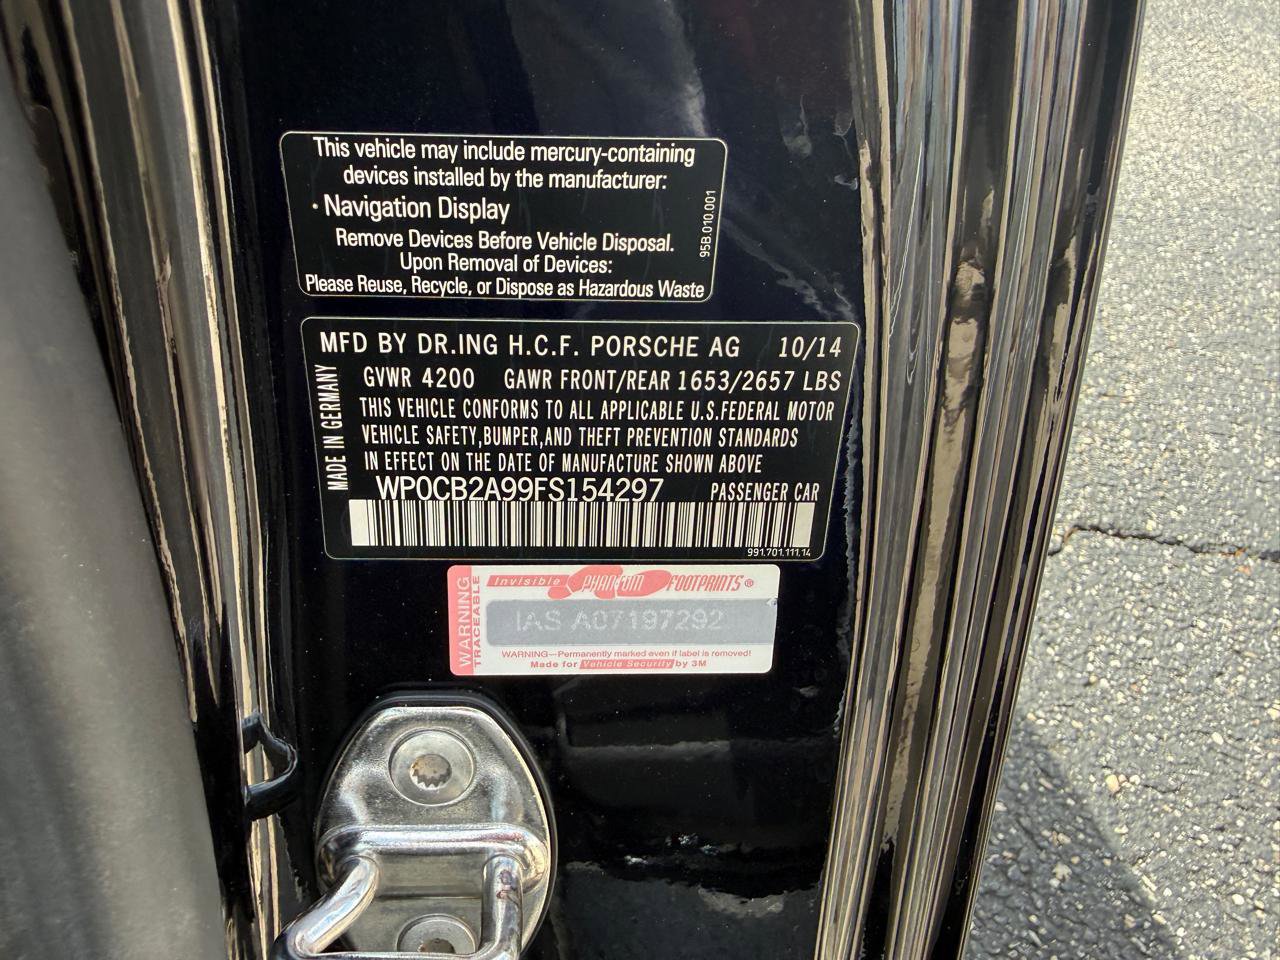 This vehicle may include mercury-containing
devices installed by the manufacturer:
· Navigation Display
Remove Devices Before Vehicle Disposal.
Upon Removal of Devices:
Please Reuse, Recycle, or Dispose as Hazardous Waste
95B.010.001
MFD BY DR.ING H.C.F. PORSCHE AG 10/14
GVWR 4200 GAWR FRONT/REAR 1653/2657 LBS
THIS VEHICLE CONFORMS TO ALL APPLICABLE U.S.FEDERAL MOTOR
VEHICLE SAFETY,BUMPER,AND THEFT PREVENTION STANDARDS
IN EFFECT ON THE DATE OF MANUFACTURE SHOWN ABOVE
WP0CB2A99FS154297 PASSENGER CAR
MADE IN GERMANY
991.701.111.14
WARNING
TRACEABLE
Invisible PHANTOM FOOTPRINTS®
IAS A07197292
WARNING—Permanently marked even if label is removed!
Made for Vehicle Security by 3M